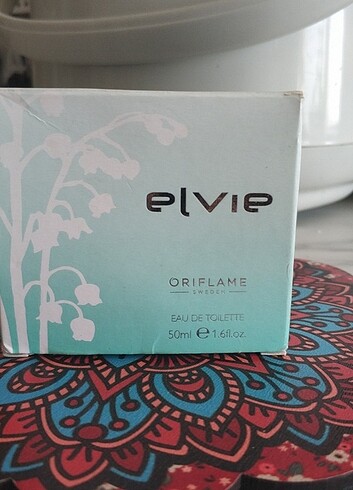 elvie
ORIFLAME
SWEDEN
EAU DE TOILETTE
50ml ℮ 1.6fl.oz.